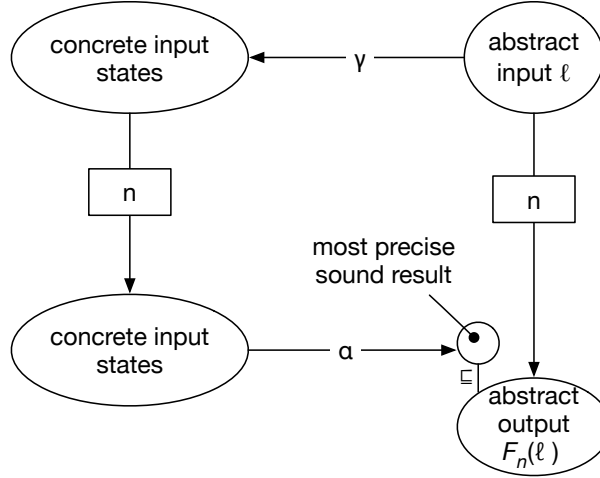 concrete input
states
γ
abstract
input ℓ
n
n
most precise
sound result
concrete input
states
α
⊑
abstract
output
Fn(ℓ )